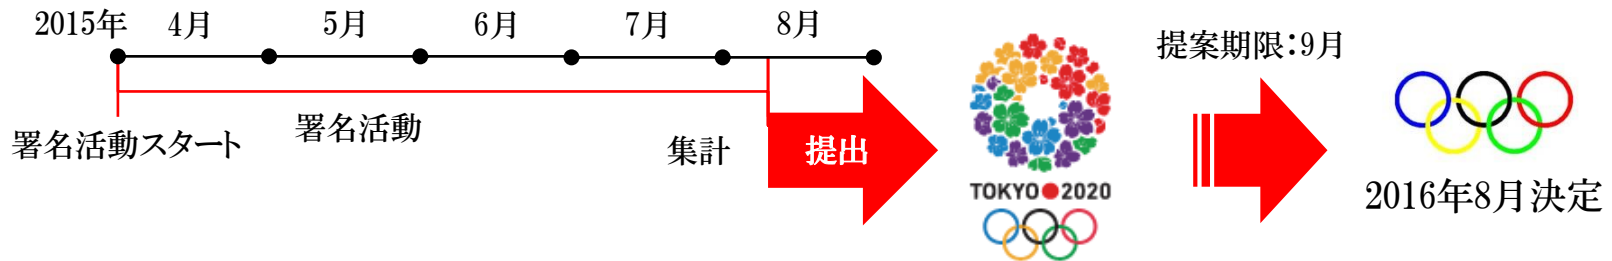 2015年 4月 5月 6月 7月 8月
署名活動スタート
署名活動
集計
提出
TOKYO 2020
提案期限：9月
2016年8月決定